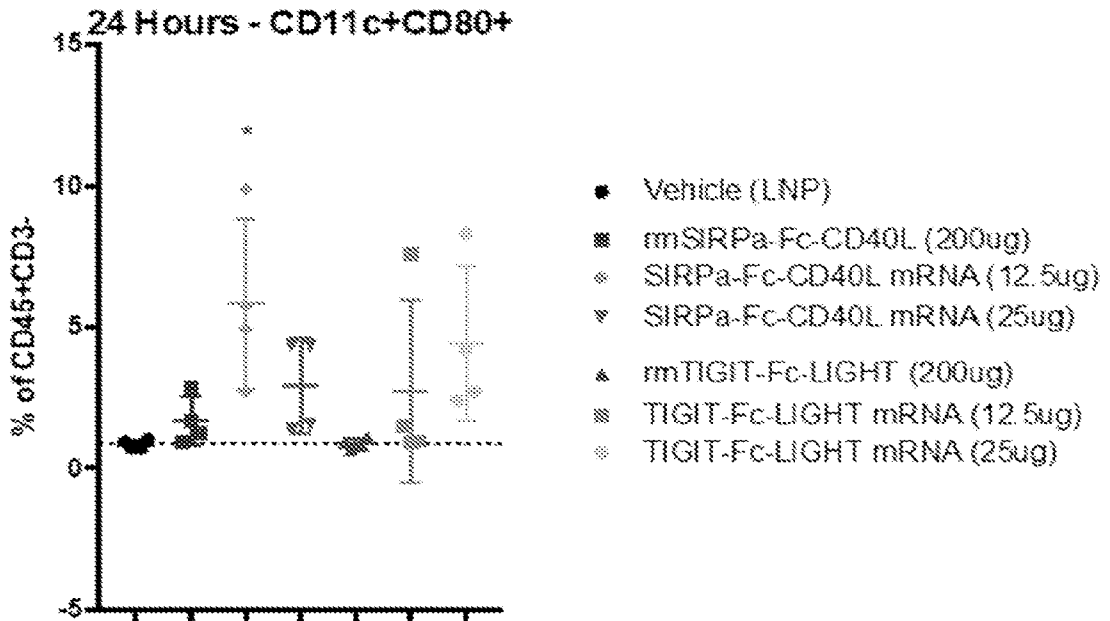 24 Hours - CD11c+CD80+
15
10
5
0
-5
% of CD45+CD3-
Vehicle (LNP)
rmSIRPa-Fc-CD40L (200ug)
SIRPa-Fc-CD40L mRNA (12.5ug)
SIRPa-Fc-CD40L mRNA (25ug)
rmTIGIT-Fc-LIGHT (200ug)
TIGIT-Fc-LIGHT mRNA (12.5ug)
TIGIT-Fc-LIGHT mRNA (25ug)